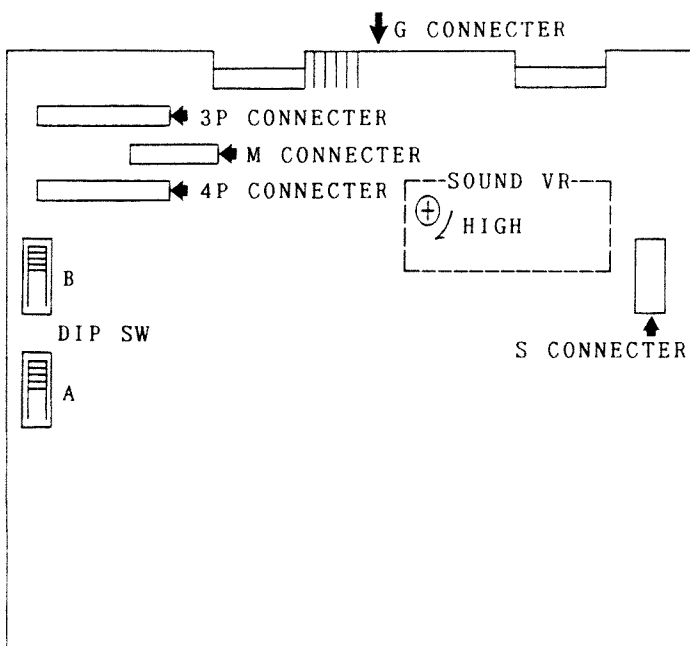 G CONNECTER
3P CONNECTER
M CONNECTER
4P CONNECTER
SOUND VR
HIGH
B
DIP SW
S CONNECTER
A